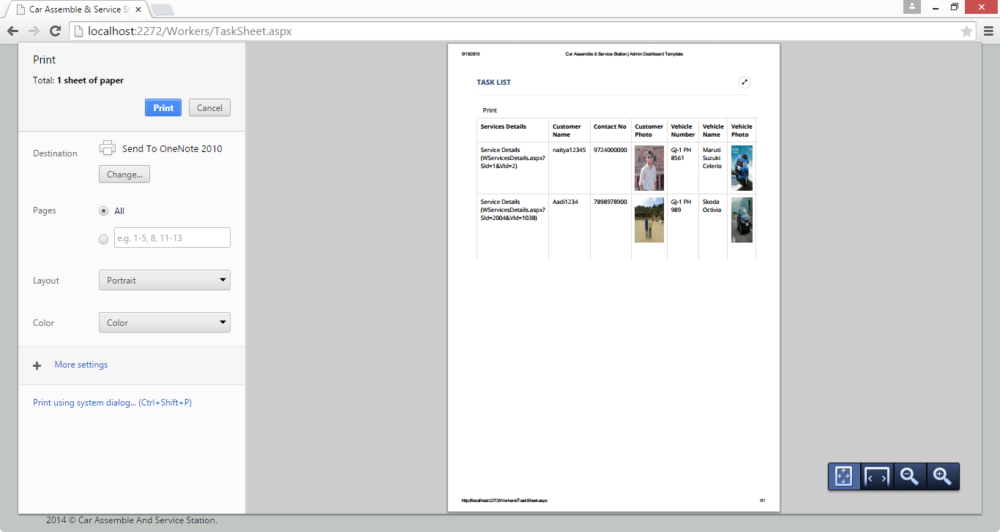 Car Assemble & Service St
localhost:2272/Workers/TaskSheet.aspx
Print
Total: 1 sheet of paper
Print
Cancel
Destination
Send To OneNote 2010
Change...
Pages
All
e.g. 1-5, 8, 11-13
Layout
Portrait
Color
Color
More settings
Print using system dialog... (Ctrl+Shift+P)
5/13/2015
Car Assemble & Service Station | Admin Dashboard Template
TASK LIST
Print
Services Details
Customer
Name
Contact No
Customer
Photo
Vehicle
Number
Vehicle
Name
Vehicle
Photo
Service Details
(WServicesDetails.aspx?
SId=1&VId=2)
naitya12345
9724000000
GJ-1 PH
8561
Maruti
Suzuki
Celerio
Service Details
(WServicesDetails.aspx?
SId=2004&VId=1038)
Aadi1234
7898978900
GJ-1 PH
989
Skoda
Octivia
http://localhost:2272/Workers/TaskSheet.aspx
1/1
2014 © Car Assemble And Service Station.